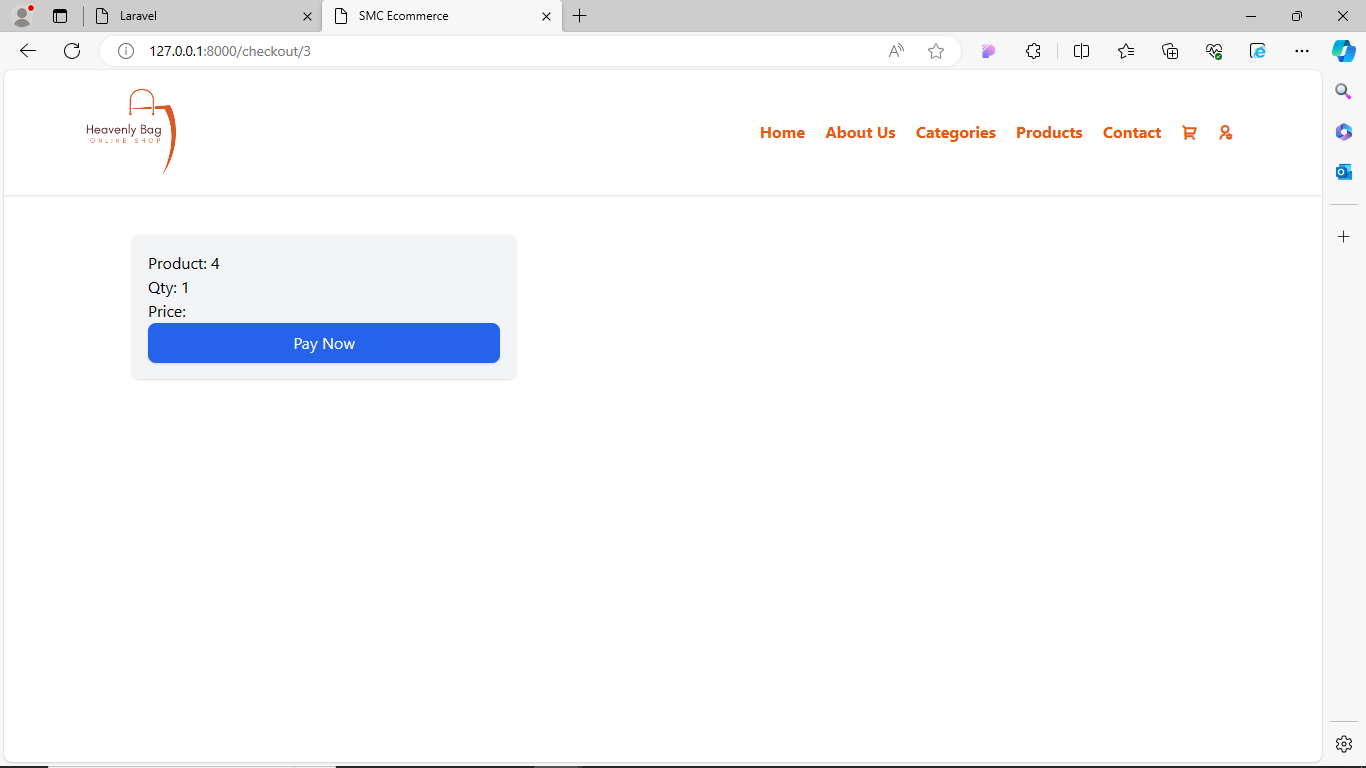 Laravel
SMC Ecommerce
127.0.0.1:8000/checkout/3
Heavenly Bag
ONLINE SHOP
Home
About Us
Categories
Products
Contact
Product: 4
Qty: 1
Price:
Pay Now